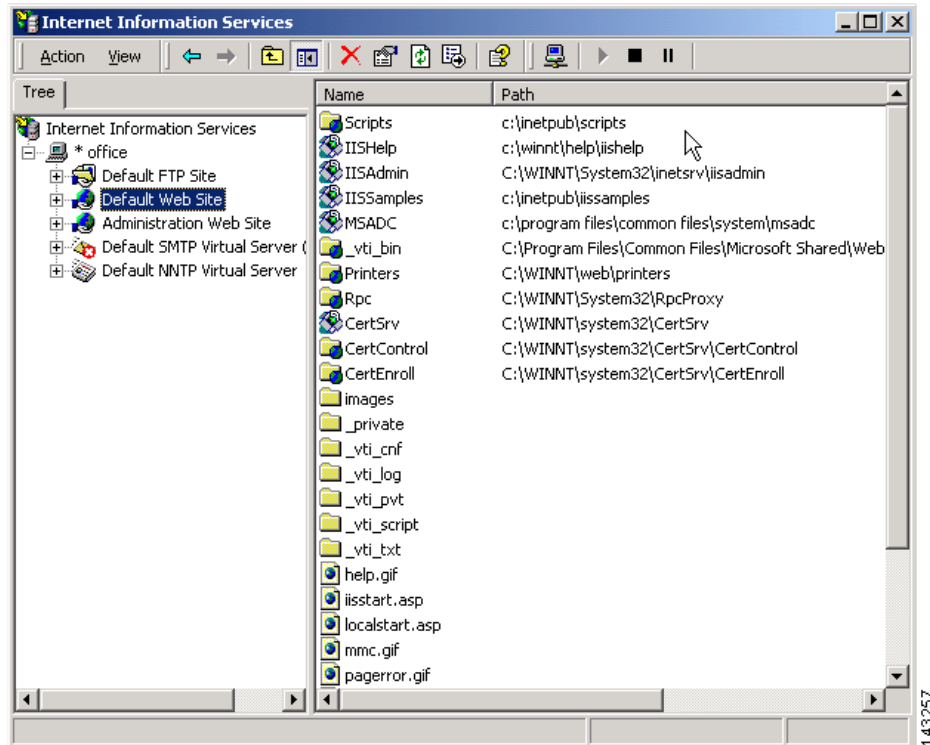 Internet Information Services
Action View
Tree
Name Path
Internet Information Services
* office
Default FTP Site
Default Web Site
Administration Web Site
Default SMTP Virtual Server (
Default NNTP Virtual Server
Scripts c:\inetpub\scripts
IISHelp c:\winnt\help\iishelp
IISAdmin C:\WINNT\System32\inetsrv\iisadmin
IISSamples c:\inetpub\iissamples
MSADC c:\program files\common files\system\msadc
_vti_bin C:\Program Files\Common Files\Microsoft Shared\Web
Printers C:\WINNT\web\printers
Rpc C:\WINNT\System32\RpcProxy
CertSrv C:\WINNT\system32\CertSrv
CertControl C:\WINNT\system32\CertSrv\CertControl
CertEnroll C:\WINNT\system32\CertSrv\CertEnroll
images
_private
_vti_cnf
_vti_log
_vti_pvt
_vti_script
_vti_txt
help.gif
iisstart.asp
localstart.asp
mmc.gif
pagerror.gif
143257